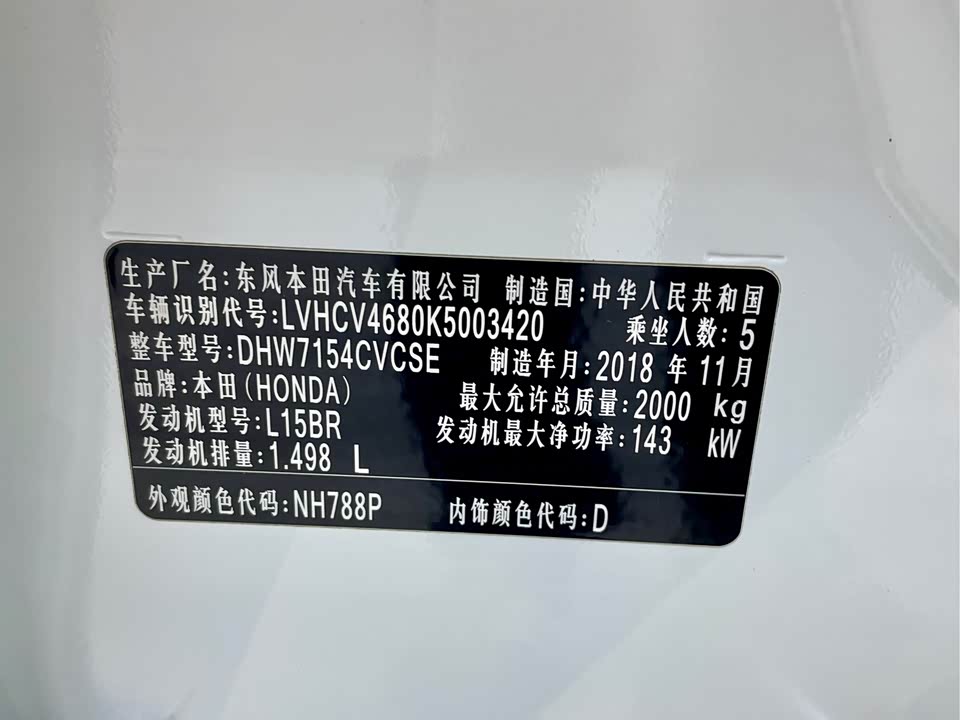 生产厂名:东风本田汽车有限公司 制造国:中华人民共和国
车辆识别代号:LVHCV4680K5003420 乘坐人数:5
整车型号:DHW7154CVCSE 制造年月:2018 年 11月
品牌:本田(HONDA) 最大允许总质量:2000 kg
发动机型号:L15BR 发动机最大净功率:143 kW
发动机排量:1.498 L
外观颜色代码:NH788P 内饰颜色代码:D